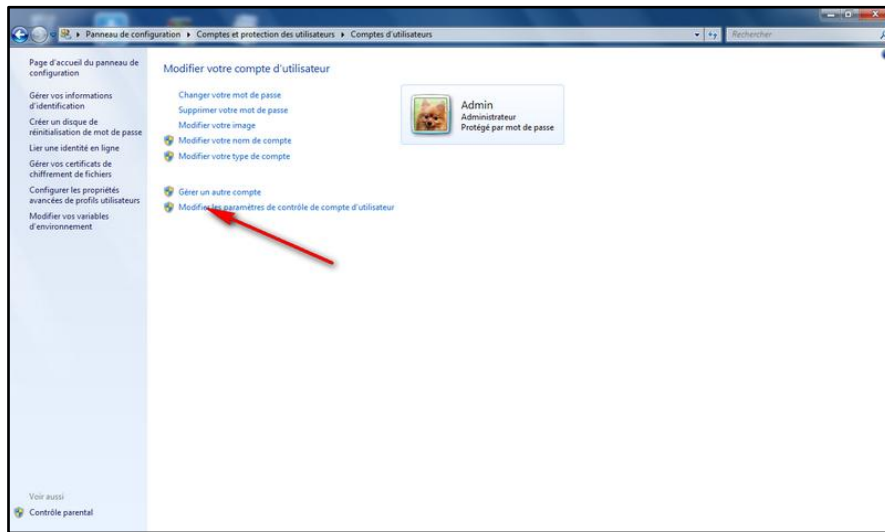 Panneau de configuration ▸ Comptes et protection des utilisateurs ▸ Comptes d'utilisateurs
Rechercher
Page d'accueil du panneau de
configuration
Gérer vos informations
d'identification
Créer un disque de
réinitialisation de mot de passe
Lier une identité en ligne
Gérer vos certificats de
chiffrement de fichiers
Configurer les propriétés
avancées de profils utilisateurs
Modifier vos variables
d'environnement
Modifier votre compte d'utilisateur
Changer votre mot de passe
Supprimer votre mot de passe
Modifier votre image
Modifier votre nom de compte
Modifier votre type de compte
Gérer un autre compte
Modifier les paramètres de contrôle de compte d'utilisateur
Admin
Administrateur
Protégé par mot de passe
Voir aussi
Contrôle parental